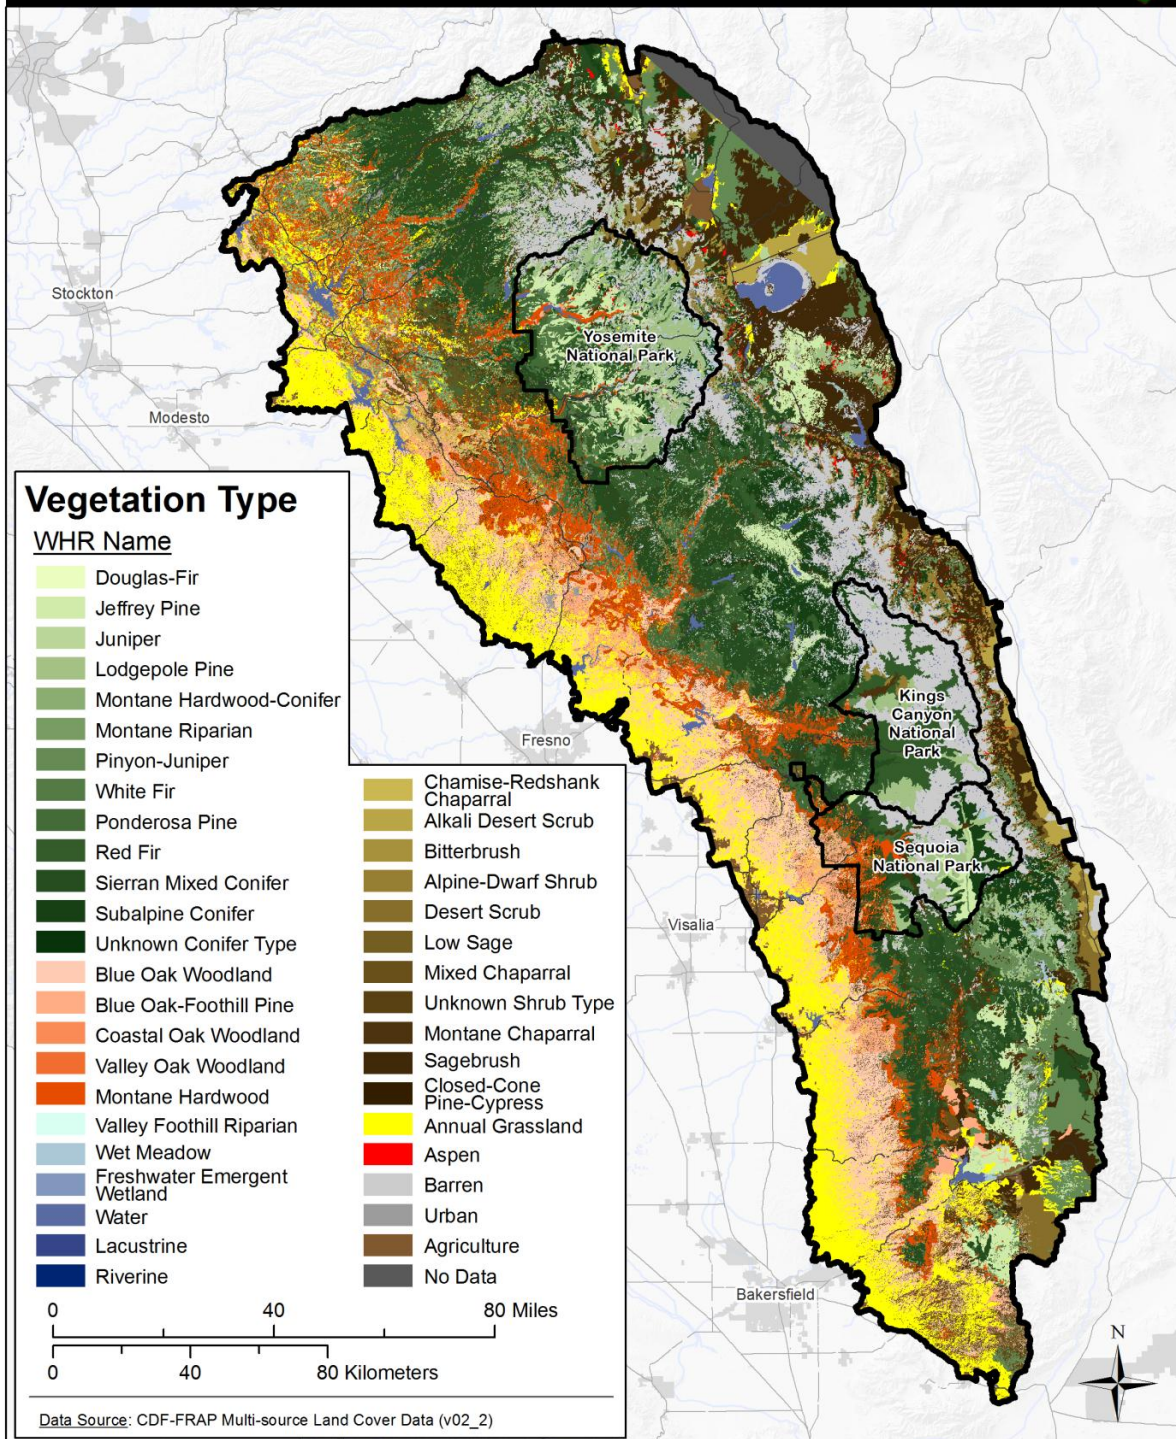 Stockton
Modesto
Yosemite
National Park
Kings
Canyon
National
Park
Fresno
Sequoia
National Park
Visalia
Bakersfield
N
Vegetation Type
WHR Name
Douglas-Fir
Jeffrey Pine
Juniper
Lodgepole Pine
Montane Hardwood-Conifer
Montane Riparian
Pinyon-Juniper
White Fir
Ponderosa Pine
Red Fir
Sierran Mixed Conifer
Subalpine Conifer
Unknown Conifer Type
Blue Oak Woodland
Blue Oak-Foothill Pine
Coastal Oak Woodland
Valley Oak Woodland
Montane Hardwood
Valley Foothill Riparian
Wet Meadow
Freshwater Emergent
Wetland
Water
Lacustrine
Riverine
Chamise-Redshank
Chaparral
Alkali Desert Scrub
Bitterbrush
Alpine-Dwarf Shrub
Desert Scrub
Low Sage
Mixed Chaparral
Unknown Shrub Type
Montane Chaparral
Sagebrush
Closed-Cone
Pine-Cypress
Annual Grassland
Aspen
Barren
Urban
Agriculture
No Data
0 40 80 Miles
0 40 80 Kilometers
Data Source: CDF-FRAP Multi-source Land Cover Data (v02_2)